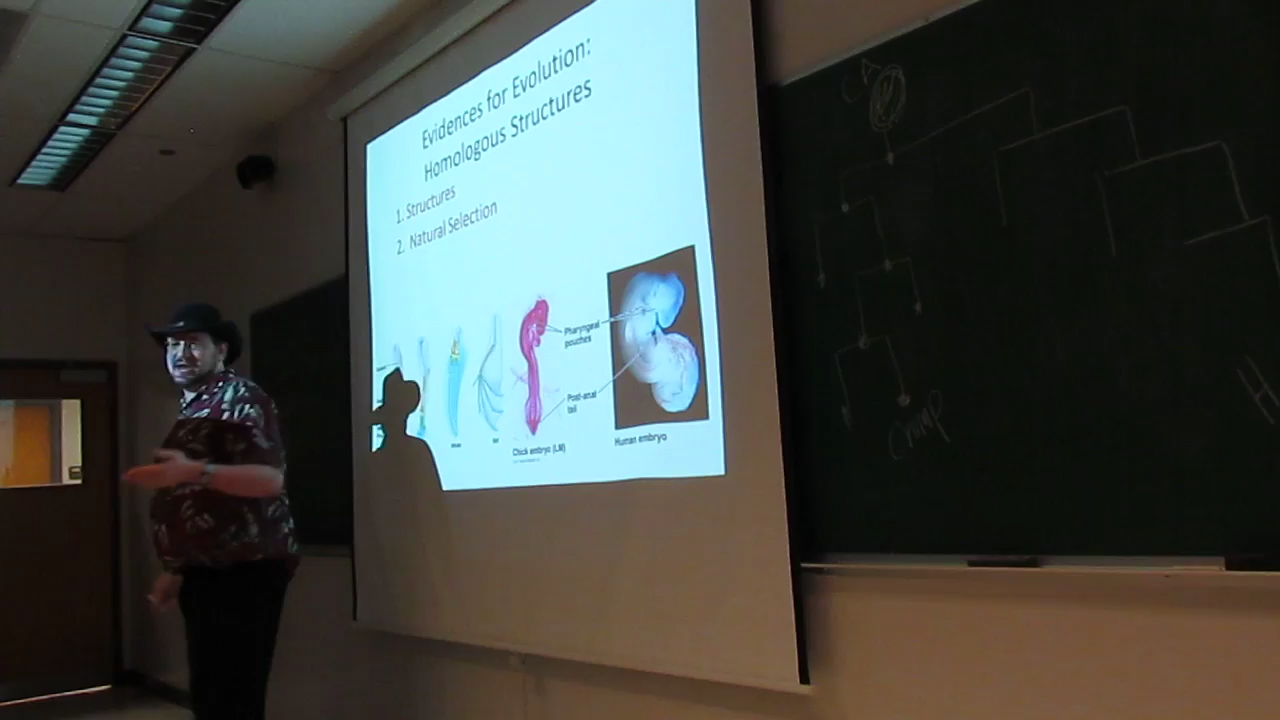 Evidences for Evolution:
Homologous Structures
1. Structures
2. Natural Selection
Pharyngeal
pouches
Post-anal
tail
Chick embryo (LM)
Human embryo
CA
Chimp
H